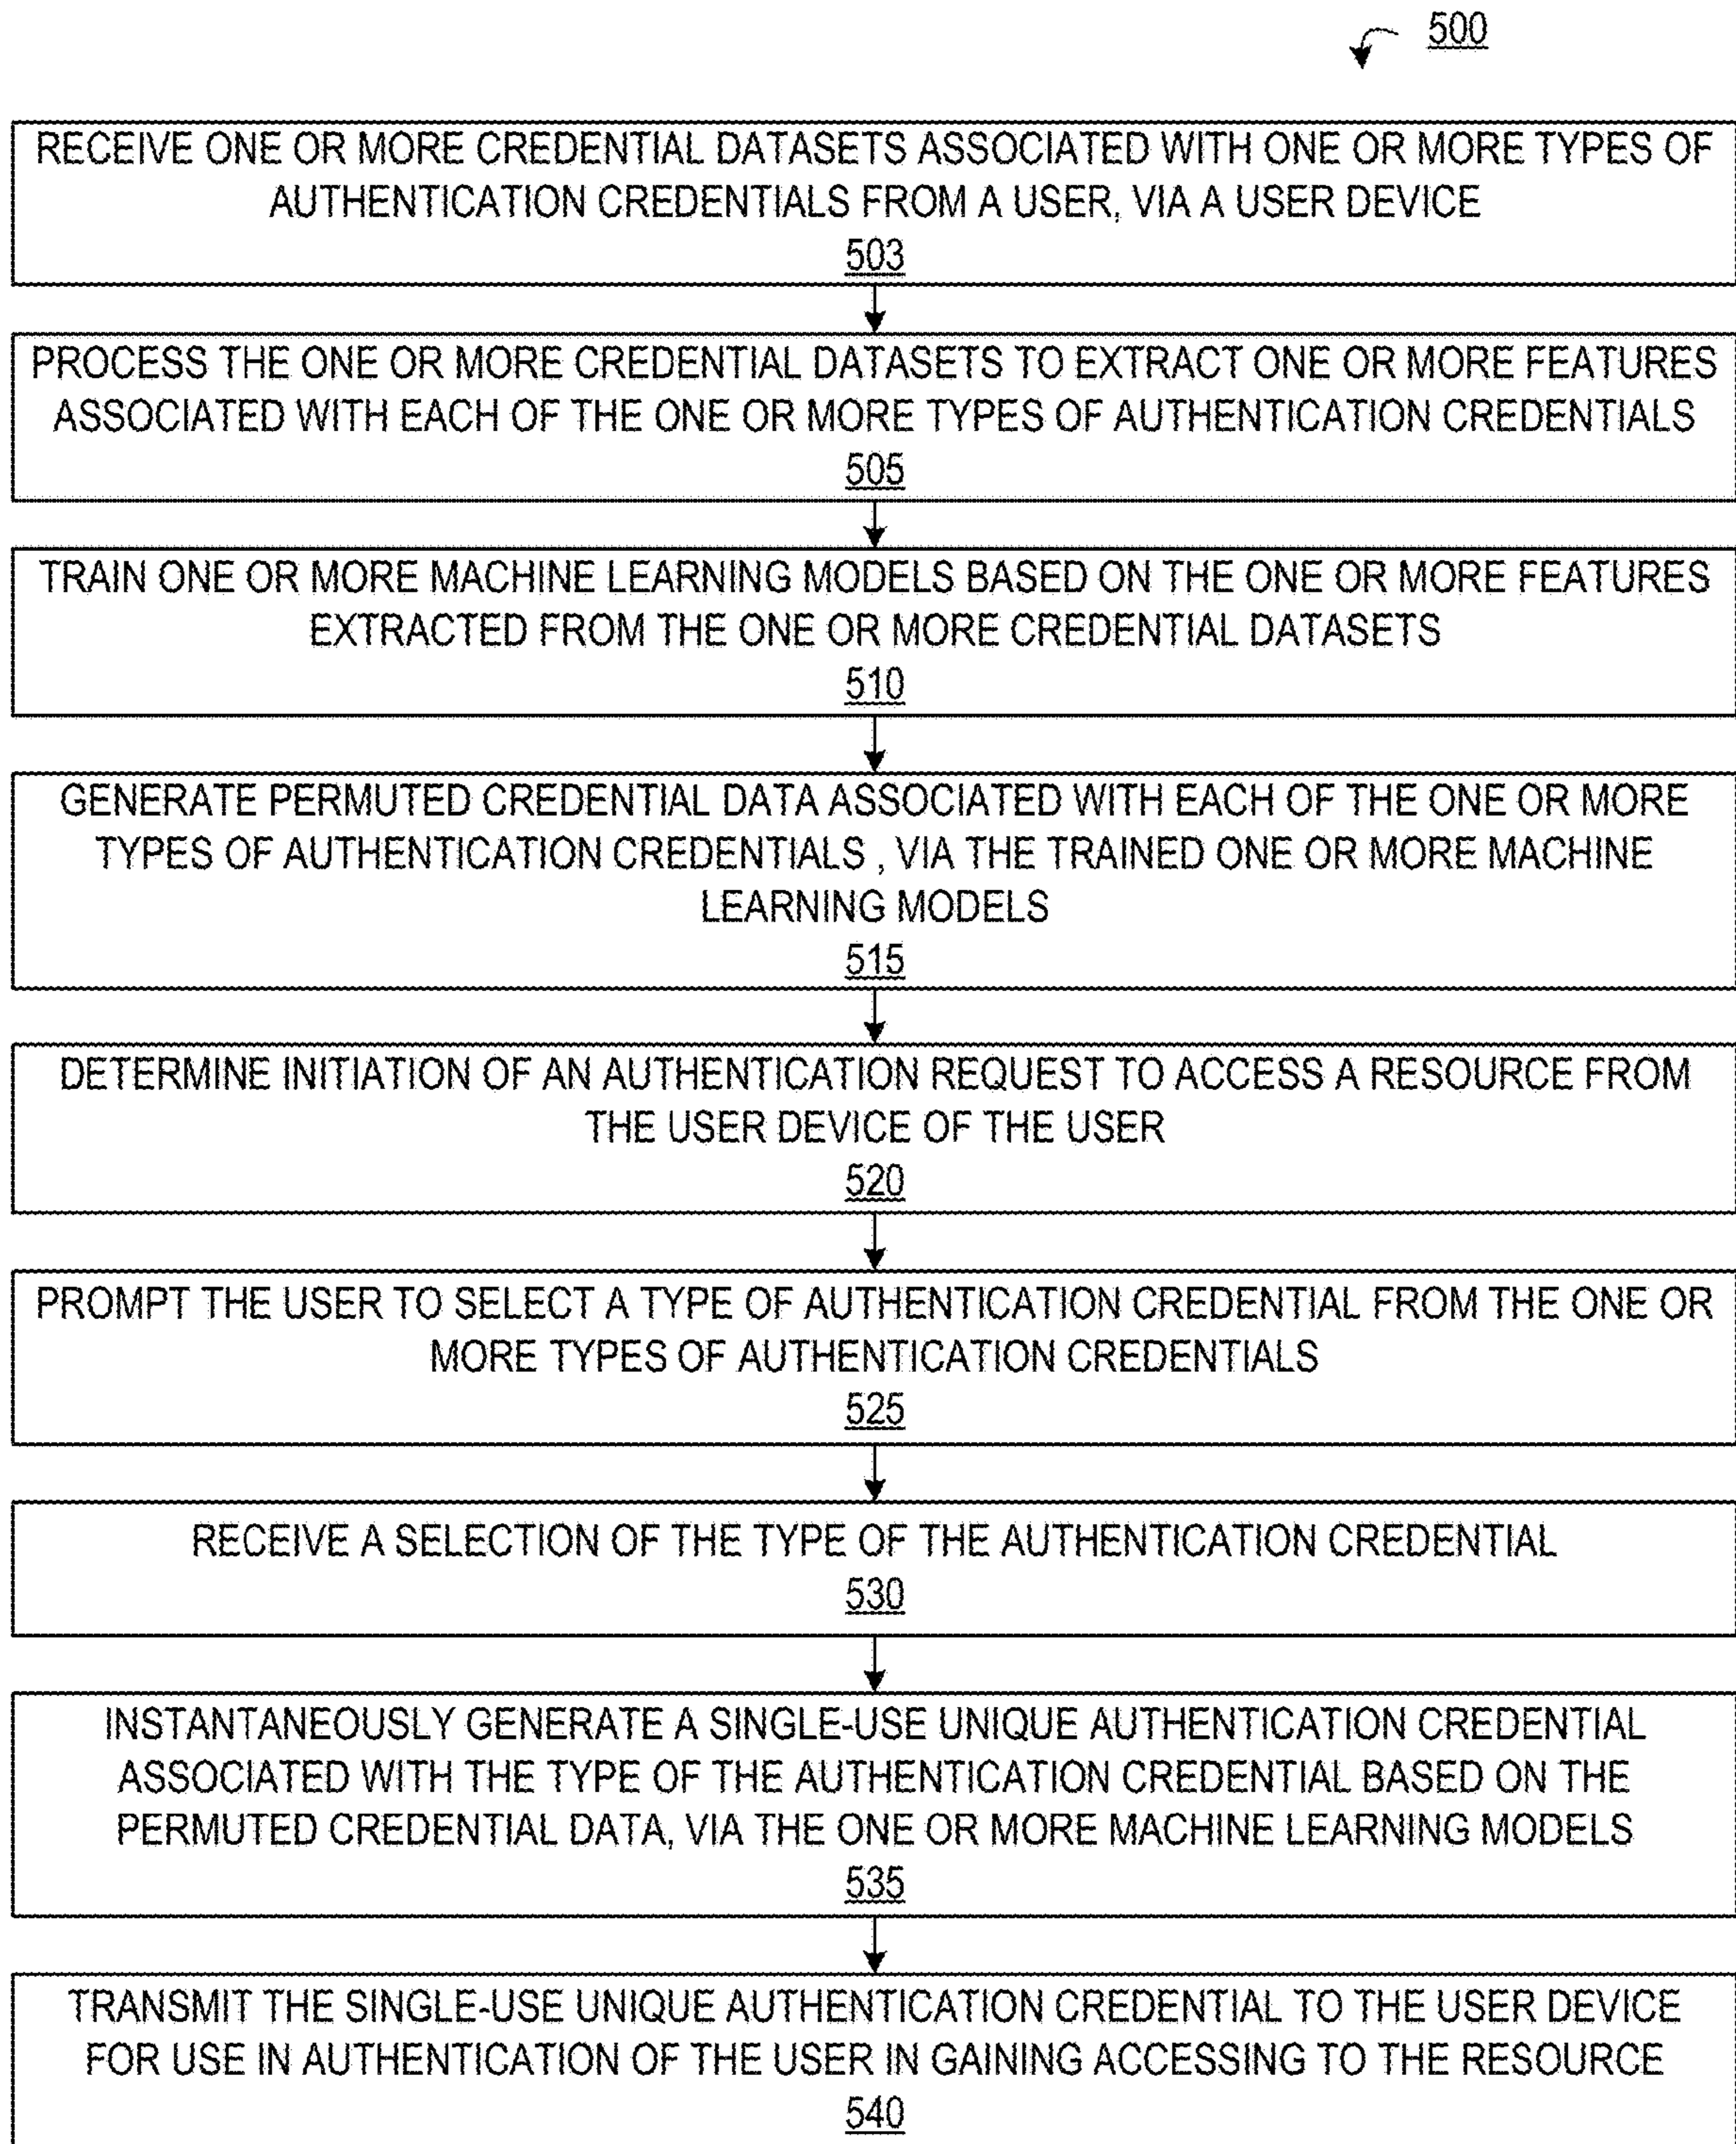 500
RECEIVE ONE OR MORE CREDENTIAL DATASETS ASSOCIATED WITH ONE OR MORE TYPES OF
AUTHENTICATION CREDENTIALS FROM A USER, VIA A USER DEVICE
503
PROCESS THE ONE OR MORE CREDENTIAL DATASETS TO EXTRACT ONE OR MORE FEATURES
ASSOCIATED WITH EACH OF THE ONE OR MORE TYPES OF AUTHENTICATION CREDENTIALS
505
TRAIN ONE OR MORE MACHINE LEARNING MODELS BASED ON THE ONE OR MORE FEATURES
EXTRACTED FROM THE ONE OR MORE CREDENTIAL DATASETS
510
GENERATE PERMUTED CREDENTIAL DATA ASSOCIATED WITH EACH OF THE ONE OR MORE
TYPES OF AUTHENTICATION CREDENTIALS , VIA THE TRAINED ONE OR MORE MACHINE
LEARNING MODELS
515
DETERMINE INITIATION OF AN AUTHENTICATION REQUEST TO ACCESS A RESOURCE FROM
THE USER DEVICE OF THE USER
520
PROMPT THE USER TO SELECT A TYPE OF AUTHENTICATION CREDENTIAL FROM THE ONE OR
MORE TYPES OF AUTHENTICATION CREDENTIALS
525
RECEIVE A SELECTION OF THE TYPE OF THE AUTHENTICATION CREDENTIAL
530
INSTANTANEOUSLY GENERATE A SINGLE-USE UNIQUE AUTHENTICATION CREDENTIAL
ASSOCIATED WITH THE TYPE OF THE AUTHENTICATION CREDENTIAL BASED ON THE
PERMUTED CREDENTIAL DATA, VIA THE ONE OR MORE MACHINE LEARNING MODELS
535
TRANSMIT THE SINGLE-USE UNIQUE AUTHENTICATION CREDENTIAL TO THE USER DEVICE
FOR USE IN AUTHENTICATION OF THE USER IN GAINING ACCESSING TO THE RESOURCE
540